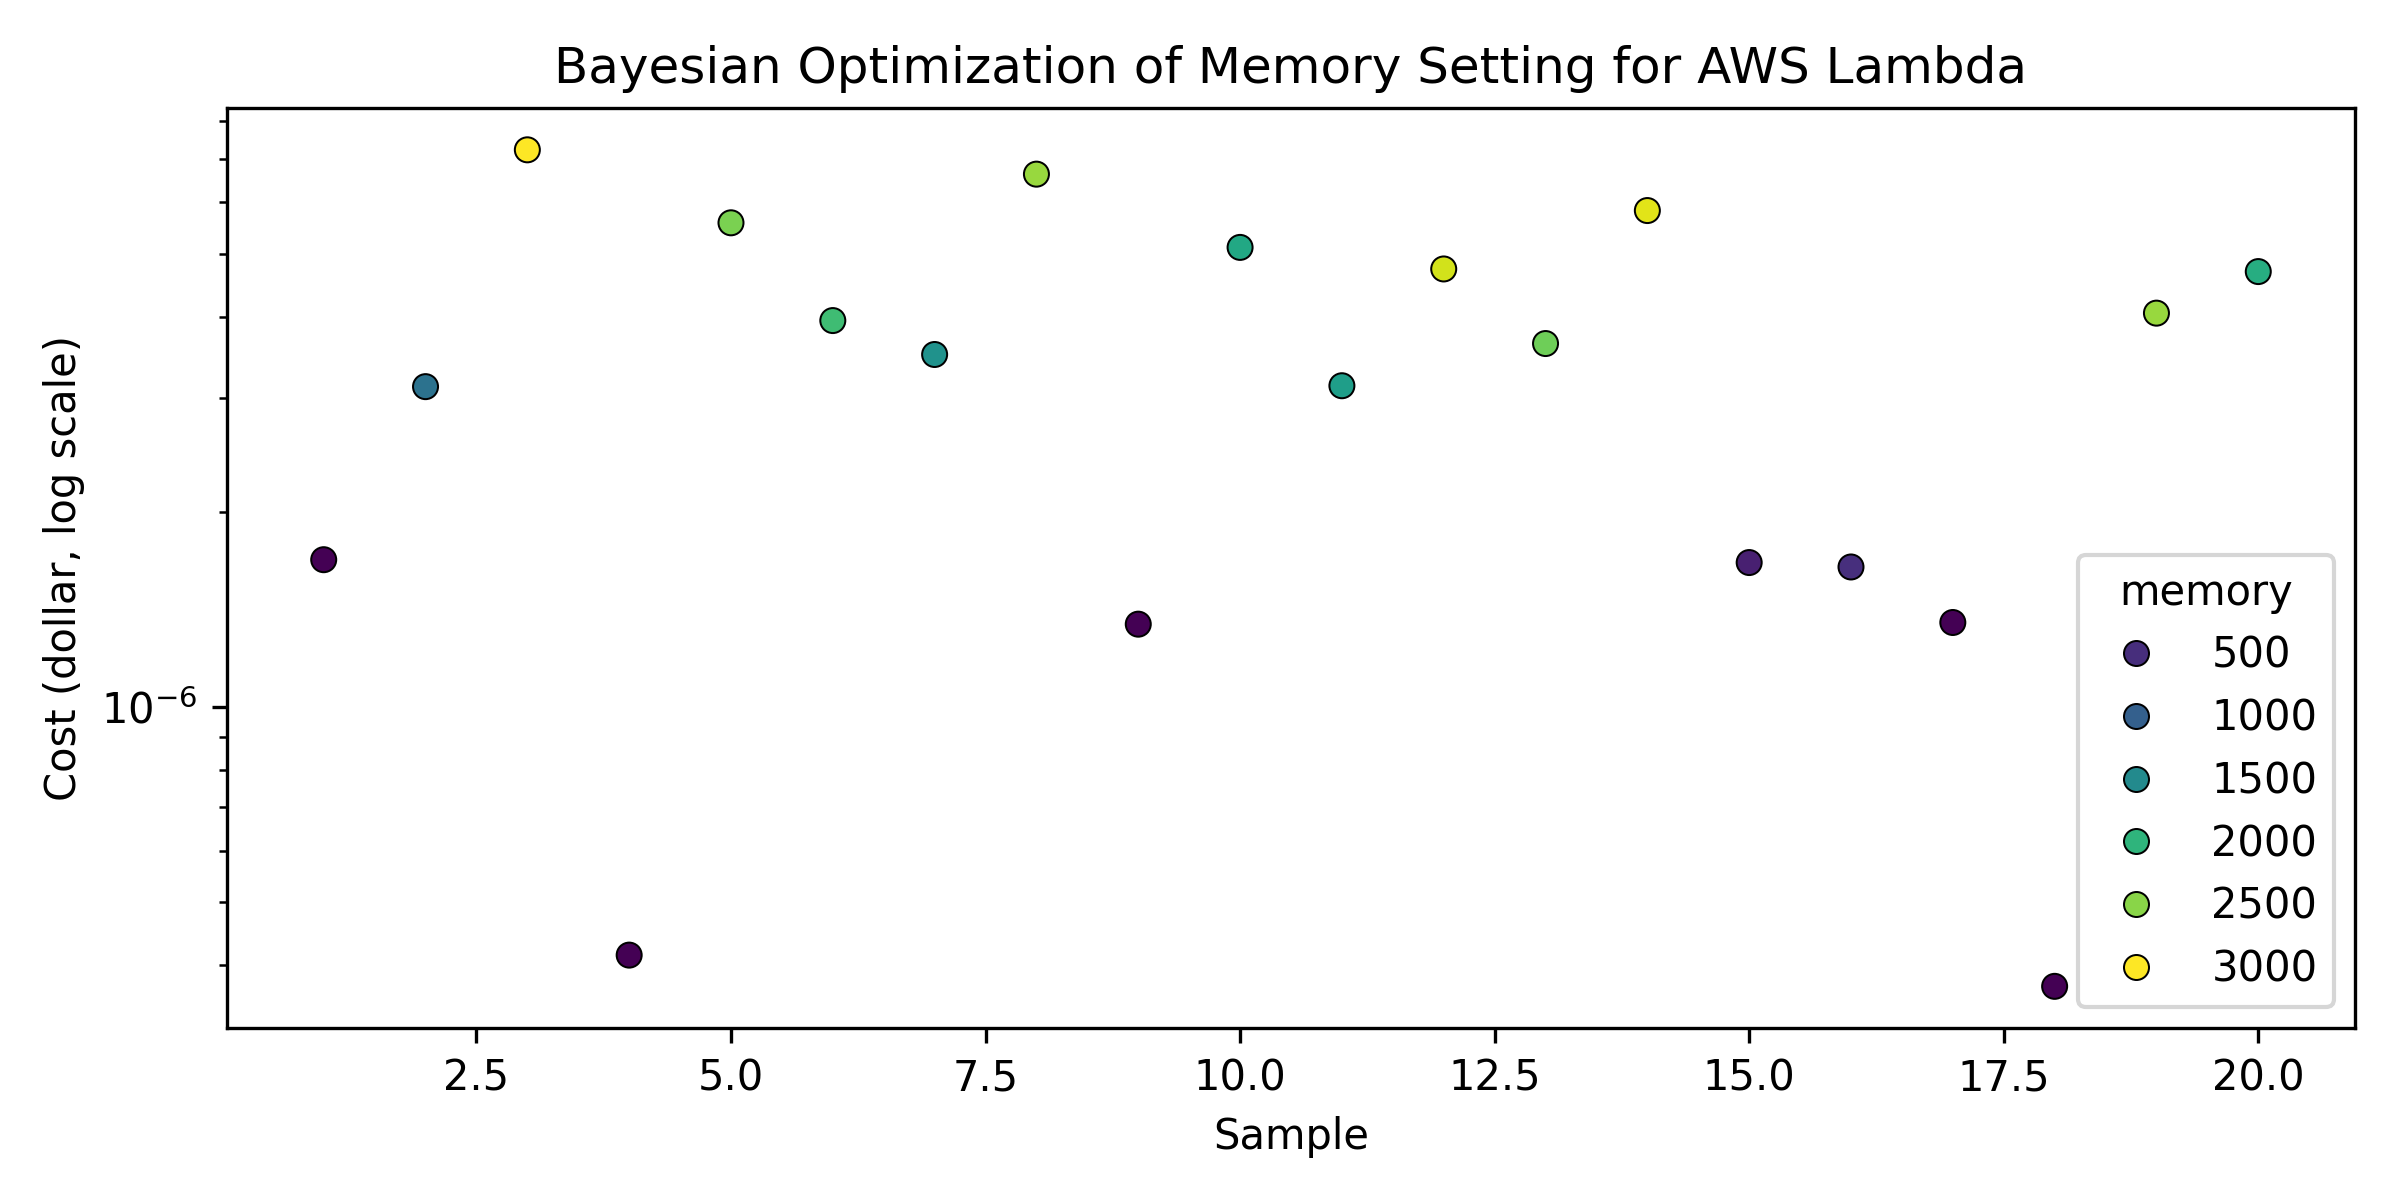 Bayesian Optimization of Memory Setting for AWS Lambda
Cost (dollar, log scale)
10⁻⁶
memory
500
1000
1500
2000
2500
3000
2.5 5.0 7.5 10.0 12.5 15.0 17.5 20.0
Sample